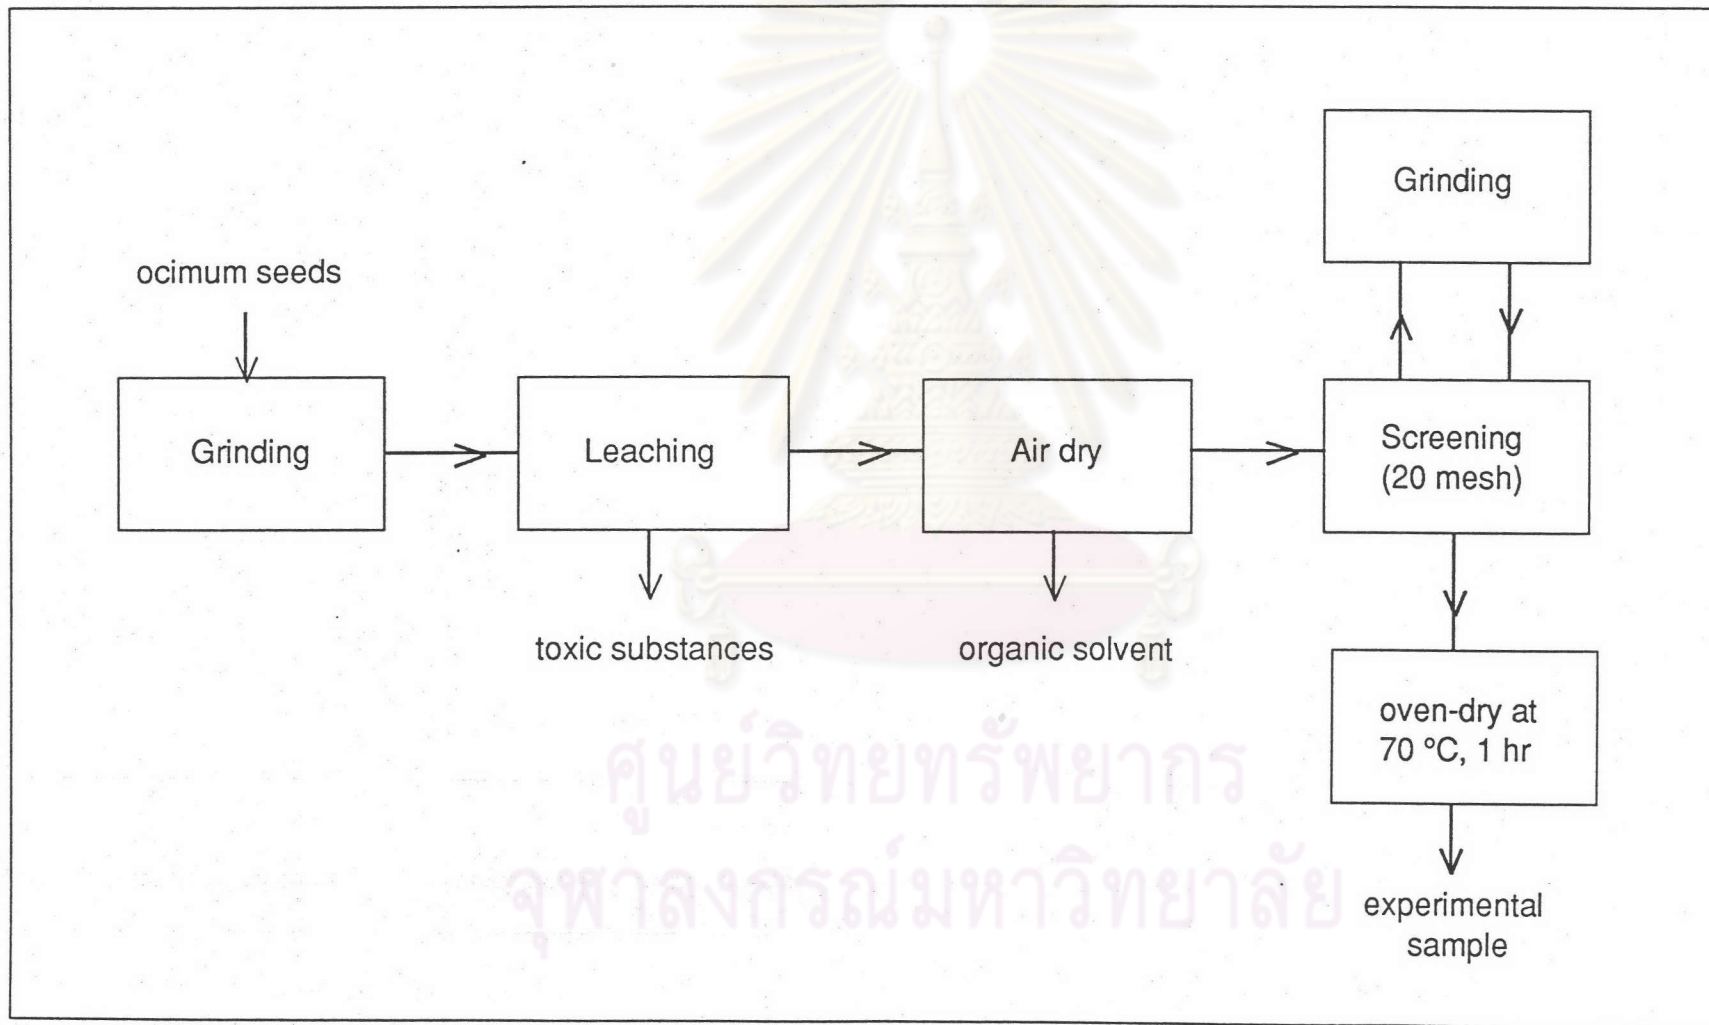 ocimum seeds
Grinding
Leaching
Air dry
Screening
(20 mesh)
Grinding
toxic substances
organic solvent
oven-dry at
70 ºC, 1 hr
experimental
sample
ศูนย์วิทยทรัพยากร
จุฬาลงกรณ์มหาวิทยาลัย